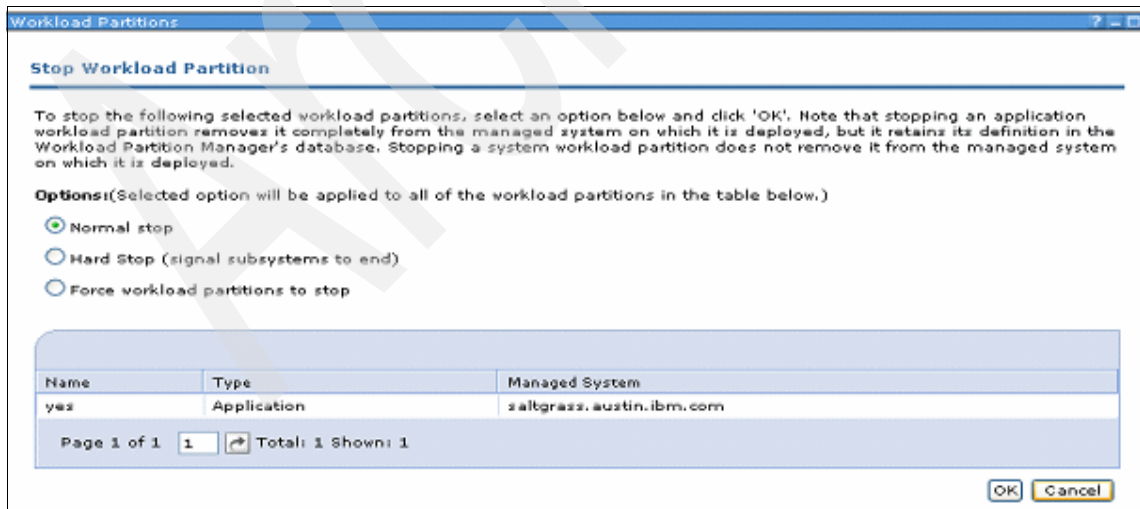 Workload Partitions
Stop Workload Partition
To stop the following selected workload partitions, select an option below and click 'OK'. Note that stopping an application
workload partition removes it completely from the managed system on which it is deployed, but it retains its definition in the
Workload Partition Manager's database. Stopping a system workload partition does not remove it from the managed system
on which it is deployed.
Options:(Selected option will be applied to all of the workload partitions in the table below.)
Normal stop
Hard Stop (signal subsystems to end)
Force workload partitions to stop
Name Type Managed System
yes Application saltgrass.austin.ibm.com
Page 1 of 1 1 Total: 1 Shown: 1
OK Cancel